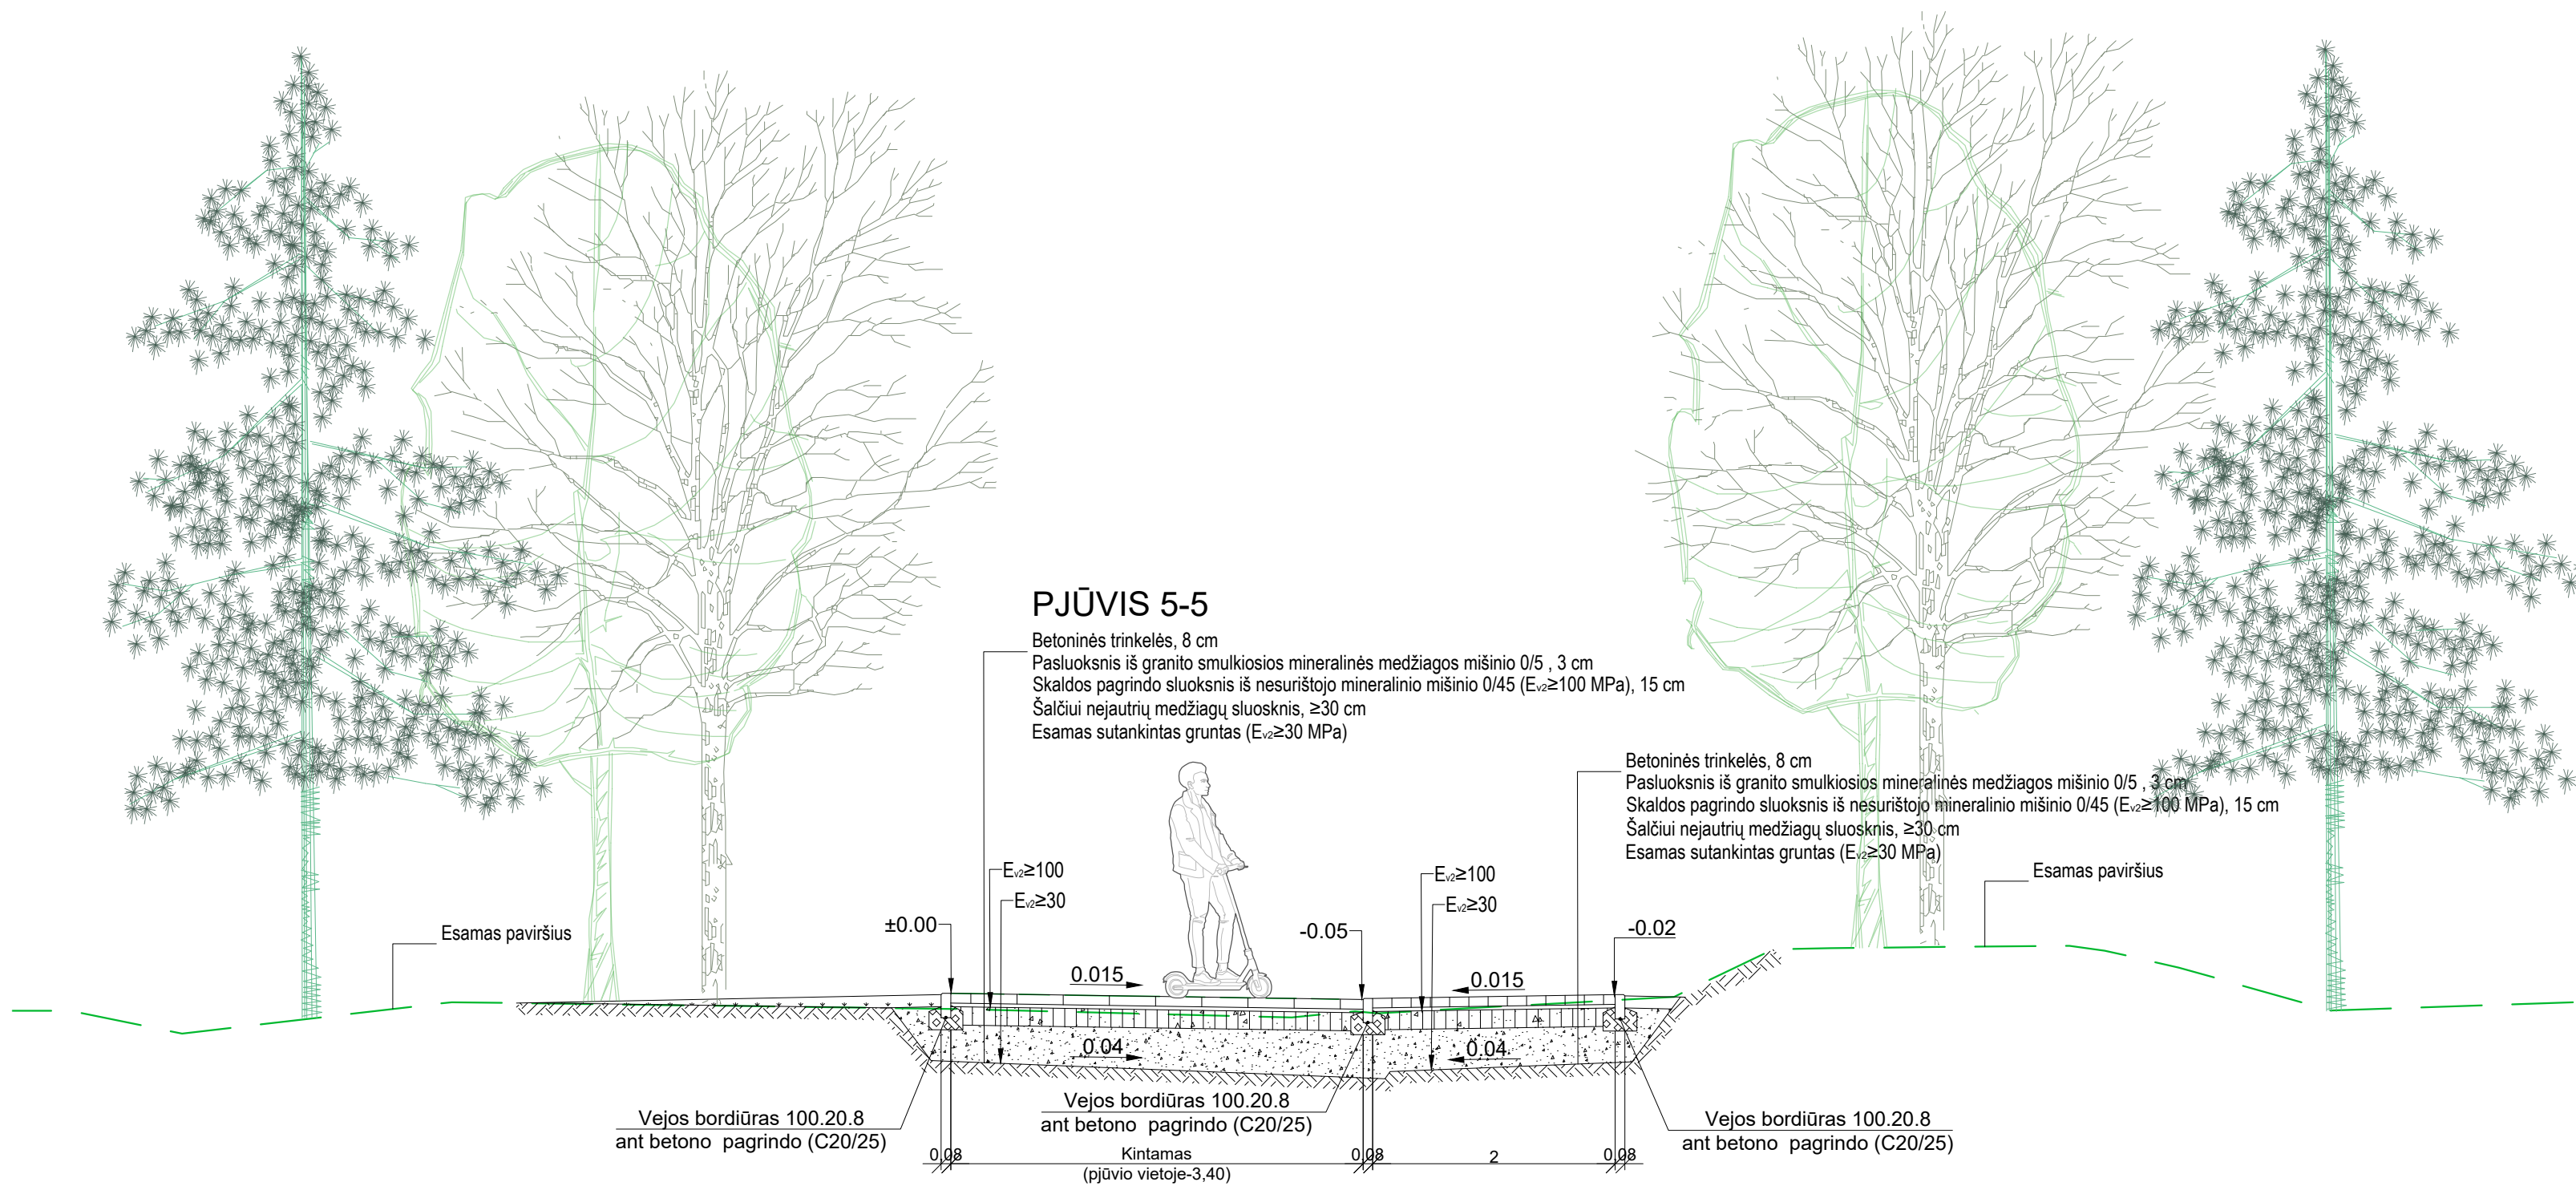 PJŪVIS 5-5
Betoninės trinkelės, 8 cm
Pasluoksnis iš granito smulkiosios mineralinės medžiagos mišinio 0/5 , 3 cm
Skaldos pagrindo sluoksnis iš nesurištojo mineralinio mišinio 0/45 (Ev2≥100 MPa), 15 cm
Šalčiui nejautrių medžiagų sluosknis, ≥30 cm
Esamas sutankintas gruntas (Ev2≥30 MPa)
Betoninės trinkelės, 8 cm
Pasluoksnis iš granito smulkiosios mineralinės medžiagos mišinio 0/5 , 3 cm
Skaldos pagrindo sluoksnis iš nesurištojo mineralinio mišinio 0/45 (Ev2≥100 MPa), 15 cm
Šalčiui nejautrių medžiagų sluosknis, ≥30 cm
Esamas sutankintas gruntas (Ev2≥30 MPa)
Esamas paviršius
Ev2≥100
Ev2≥30
Ev2≥100
Ev2≥30
Esamas paviršius
±0.00
-0.05
-0.02
0.015
0.015
0.04
0.04
Vejos bordiūras 100.20.8
ant betono pagrindo (C20/25)
Vejos bordiūras 100.20.8
ant betono pagrindo (C20/25)
Vejos bordiūras 100.20.8
ant betono pagrindo (C20/25)
0,08
Kintamas
(pjūvio vietoje-3,40)
0,08
2
0,08